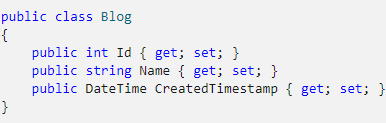 public class Blog
{
    public int Id { get; set; }
    public string Name { get; set; }
    public DateTime CreatedTimestamp { get; set; }
}